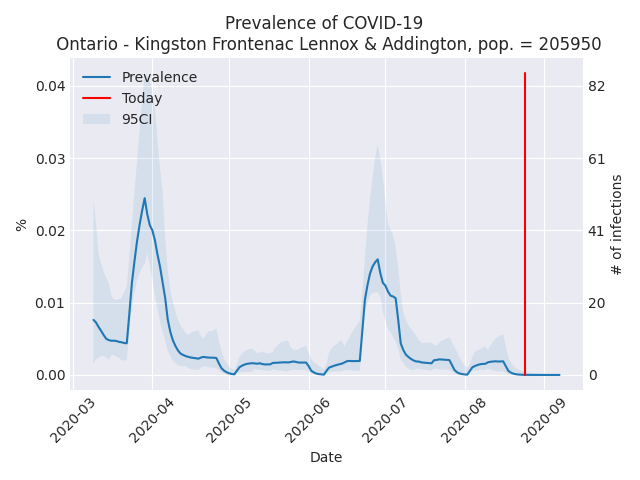 Prevalence of COVID-19
Ontario - Kingston Frontenac Lennox & Addington, pop. = 205950
Prevalence
Today
95CI
0.04
0.03
0.02
0.01
0.00
%
82
61
41
20
0
# of infections
2020-03
2020-04
2020-05
2020-06
2020-07
2020-08
2020-09
Date